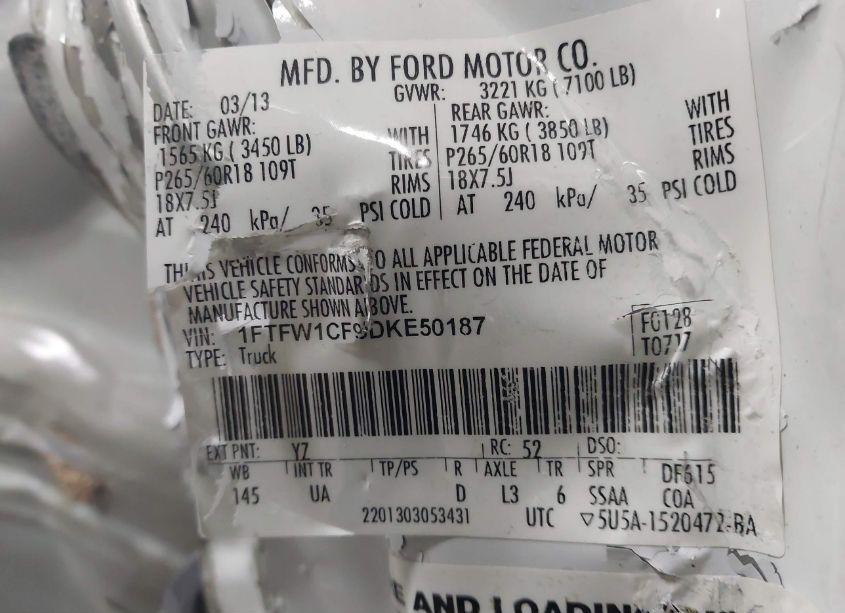 MFD. BY FORD MOTOR CO.
DATE: 03/13 GVWR: 3221 KG ( 7100 LB)
FRONT GAWR: REAR GAWR: WITH
1565 KG ( 3450 LB) WITH 1746 KG ( 3850 LB) TIRES
P265/60R18 109T TIRES P265/60R18 109T RIMS
18X7.5J RIMS 18X7.5J
AT 240 kPa/ 35 PSI COLD AT 240 kPa/ 35 PSI COLD
THIS VEHICLE CONFORMS TO ALL APPLICABLE FEDERAL MOTOR
VEHICLE SAFETY STANDARDS IN EFFECT ON THE DATE OF
MANUFACTURE SHOWN ABOVE.
VIN: 1FTFW1CF9DKE50187 F0128
TYPE: Truck T0717
EXT PNT: YZ RC: 52 DSO:
WB INT TR TP/PS R AXLE TR SPR DF615
145 UA D L3 6 SSAA COA
2201303053431 UTC ▽5U5A-1520472-BA
AND LOADING